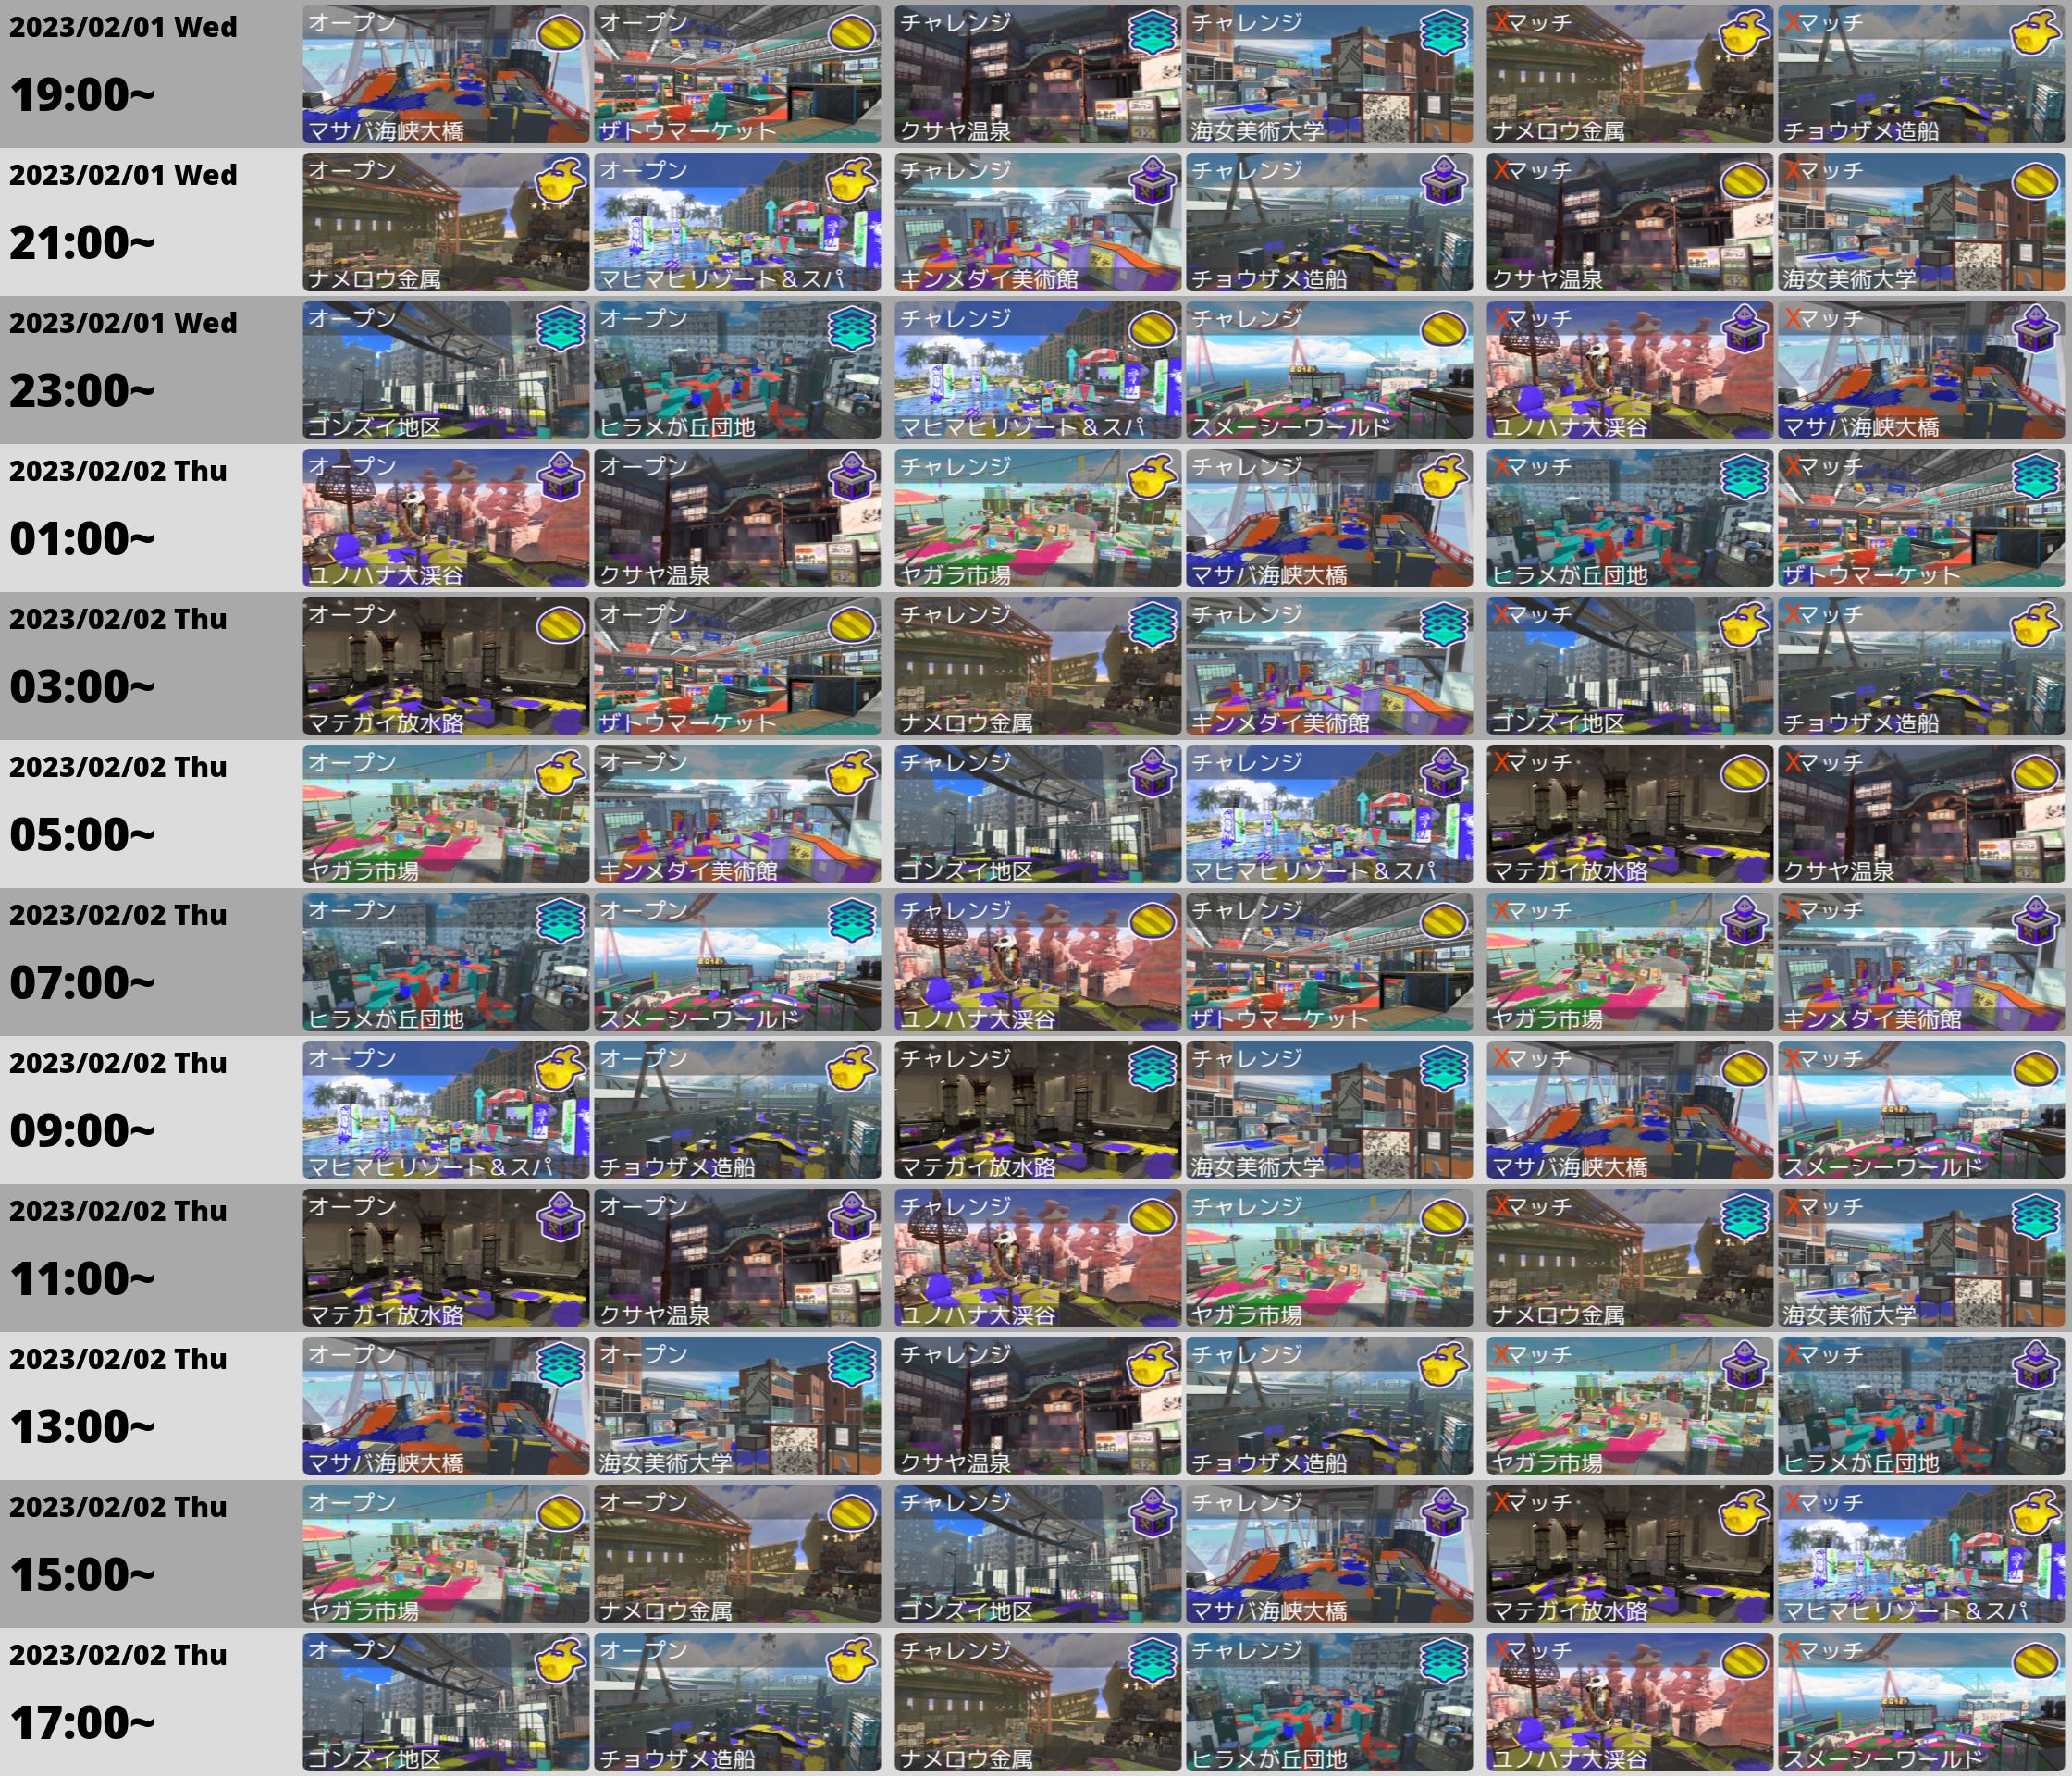 2023/02/01 Wed
19:00~
オープン オープン チャレンジ チャレンジ Xマッチ Xマッチ
マサバ海峡大橋 ザトウマーケット クサヤ温泉 海女美術大学 ナメロウ金属 チョウザメ造船
2023/02/01 Wed
21:00~
オープン オープン チャレンジ チャレンジ Xマッチ Xマッチ
ナメロウ金属 マヒマヒリゾート＆スパ キンメダイ美術館 チョウザメ造船 クサヤ温泉 海女美術大学
2023/02/01 Wed
23:00~
オープン オープン チャレンジ チャレンジ Xマッチ Xマッチ
ゴンズイ地区 ヒラメが丘団地 マヒマヒリゾート＆スパ スメーシーワールド ユノハナ大渓谷 マサバ海峡大橋
2023/02/02 Thu
01:00~
オープン オープン チャレンジ チャレンジ Xマッチ Xマッチ
ユノハナ大渓谷 クサヤ温泉 ヤガラ市場 マサバ海峡大橋 ヒラメが丘団地 ザトウマーケット
2023/02/02 Thu
03:00~
オープン オープン チャレンジ チャレンジ Xマッチ Xマッチ
マテガイ放水路 ザトウマーケット ナメロウ金属 キンメダイ美術館 ゴンズイ地区 チョウザメ造船
2023/02/02 Thu
05:00~
オープン オープン チャレンジ チャレンジ Xマッチ Xマッチ
ヤガラ市場 キンメダイ美術館 ゴンズイ地区 マヒマヒリゾート＆スパ マテガイ放水路 クサヤ温泉
2023/02/02 Thu
07:00~
オープン オープン チャレンジ チャレンジ Xマッチ Xマッチ
ヒラメが丘団地 スメーシーワールド ユノハナ大渓谷 ザトウマーケット ヤガラ市場 キンメダイ美術館
2023/02/02 Thu
09:00~
オープン オープン チャレンジ チャレンジ Xマッチ Xマッチ
マヒマヒリゾート＆スパ チョウザメ造船 マテガイ放水路 海女美術大学 マサバ海峡大橋 スメーシーワールド
2023/02/02 Thu
11:00~
オープン オープン チャレンジ チャレンジ Xマッチ Xマッチ
マテガイ放水路 クサヤ温泉 ユノハナ大渓谷 ヤガラ市場 ナメロウ金属 海女美術大学
2023/02/02 Thu
13:00~
オープン オープン チャレンジ チャレンジ Xマッチ Xマッチ
マサバ海峡大橋 海女美術大学 クサヤ温泉 チョウザメ造船 ヤガラ市場 ヒラメが丘団地
2023/02/02 Thu
15:00~
オープン オープン チャレンジ チャレンジ Xマッチ Xマッチ
ヤガラ市場 ナメロウ金属 ゴンズイ地区 マサバ海峡大橋 マテガイ放水路 マヒマヒリゾート＆スパ
2023/02/02 Thu
17:00~
オープン オープン チャレンジ チャレンジ Xマッチ Xマッチ
ゴンズイ地区 チョウザメ造船 ナメロウ金属 ヒラメが丘団地 ユノハナ大渓谷 スメーシーワールド